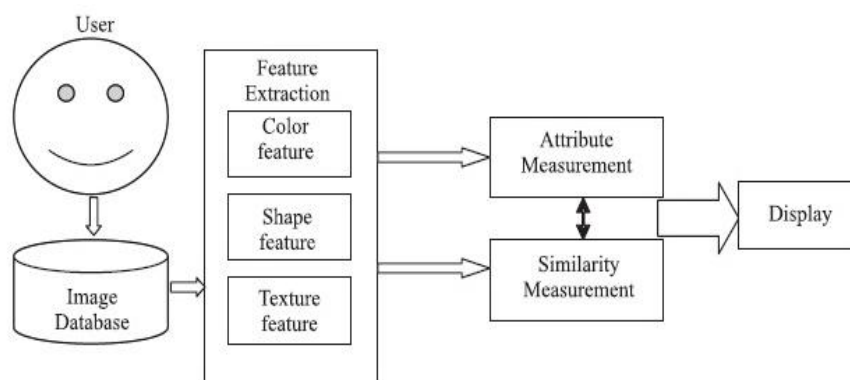 User
Feature
Extraction
Color
feature
Shape
feature
Texture
feature
Image
Database
Attribute
Measurement
Similarity
Measurement
Display